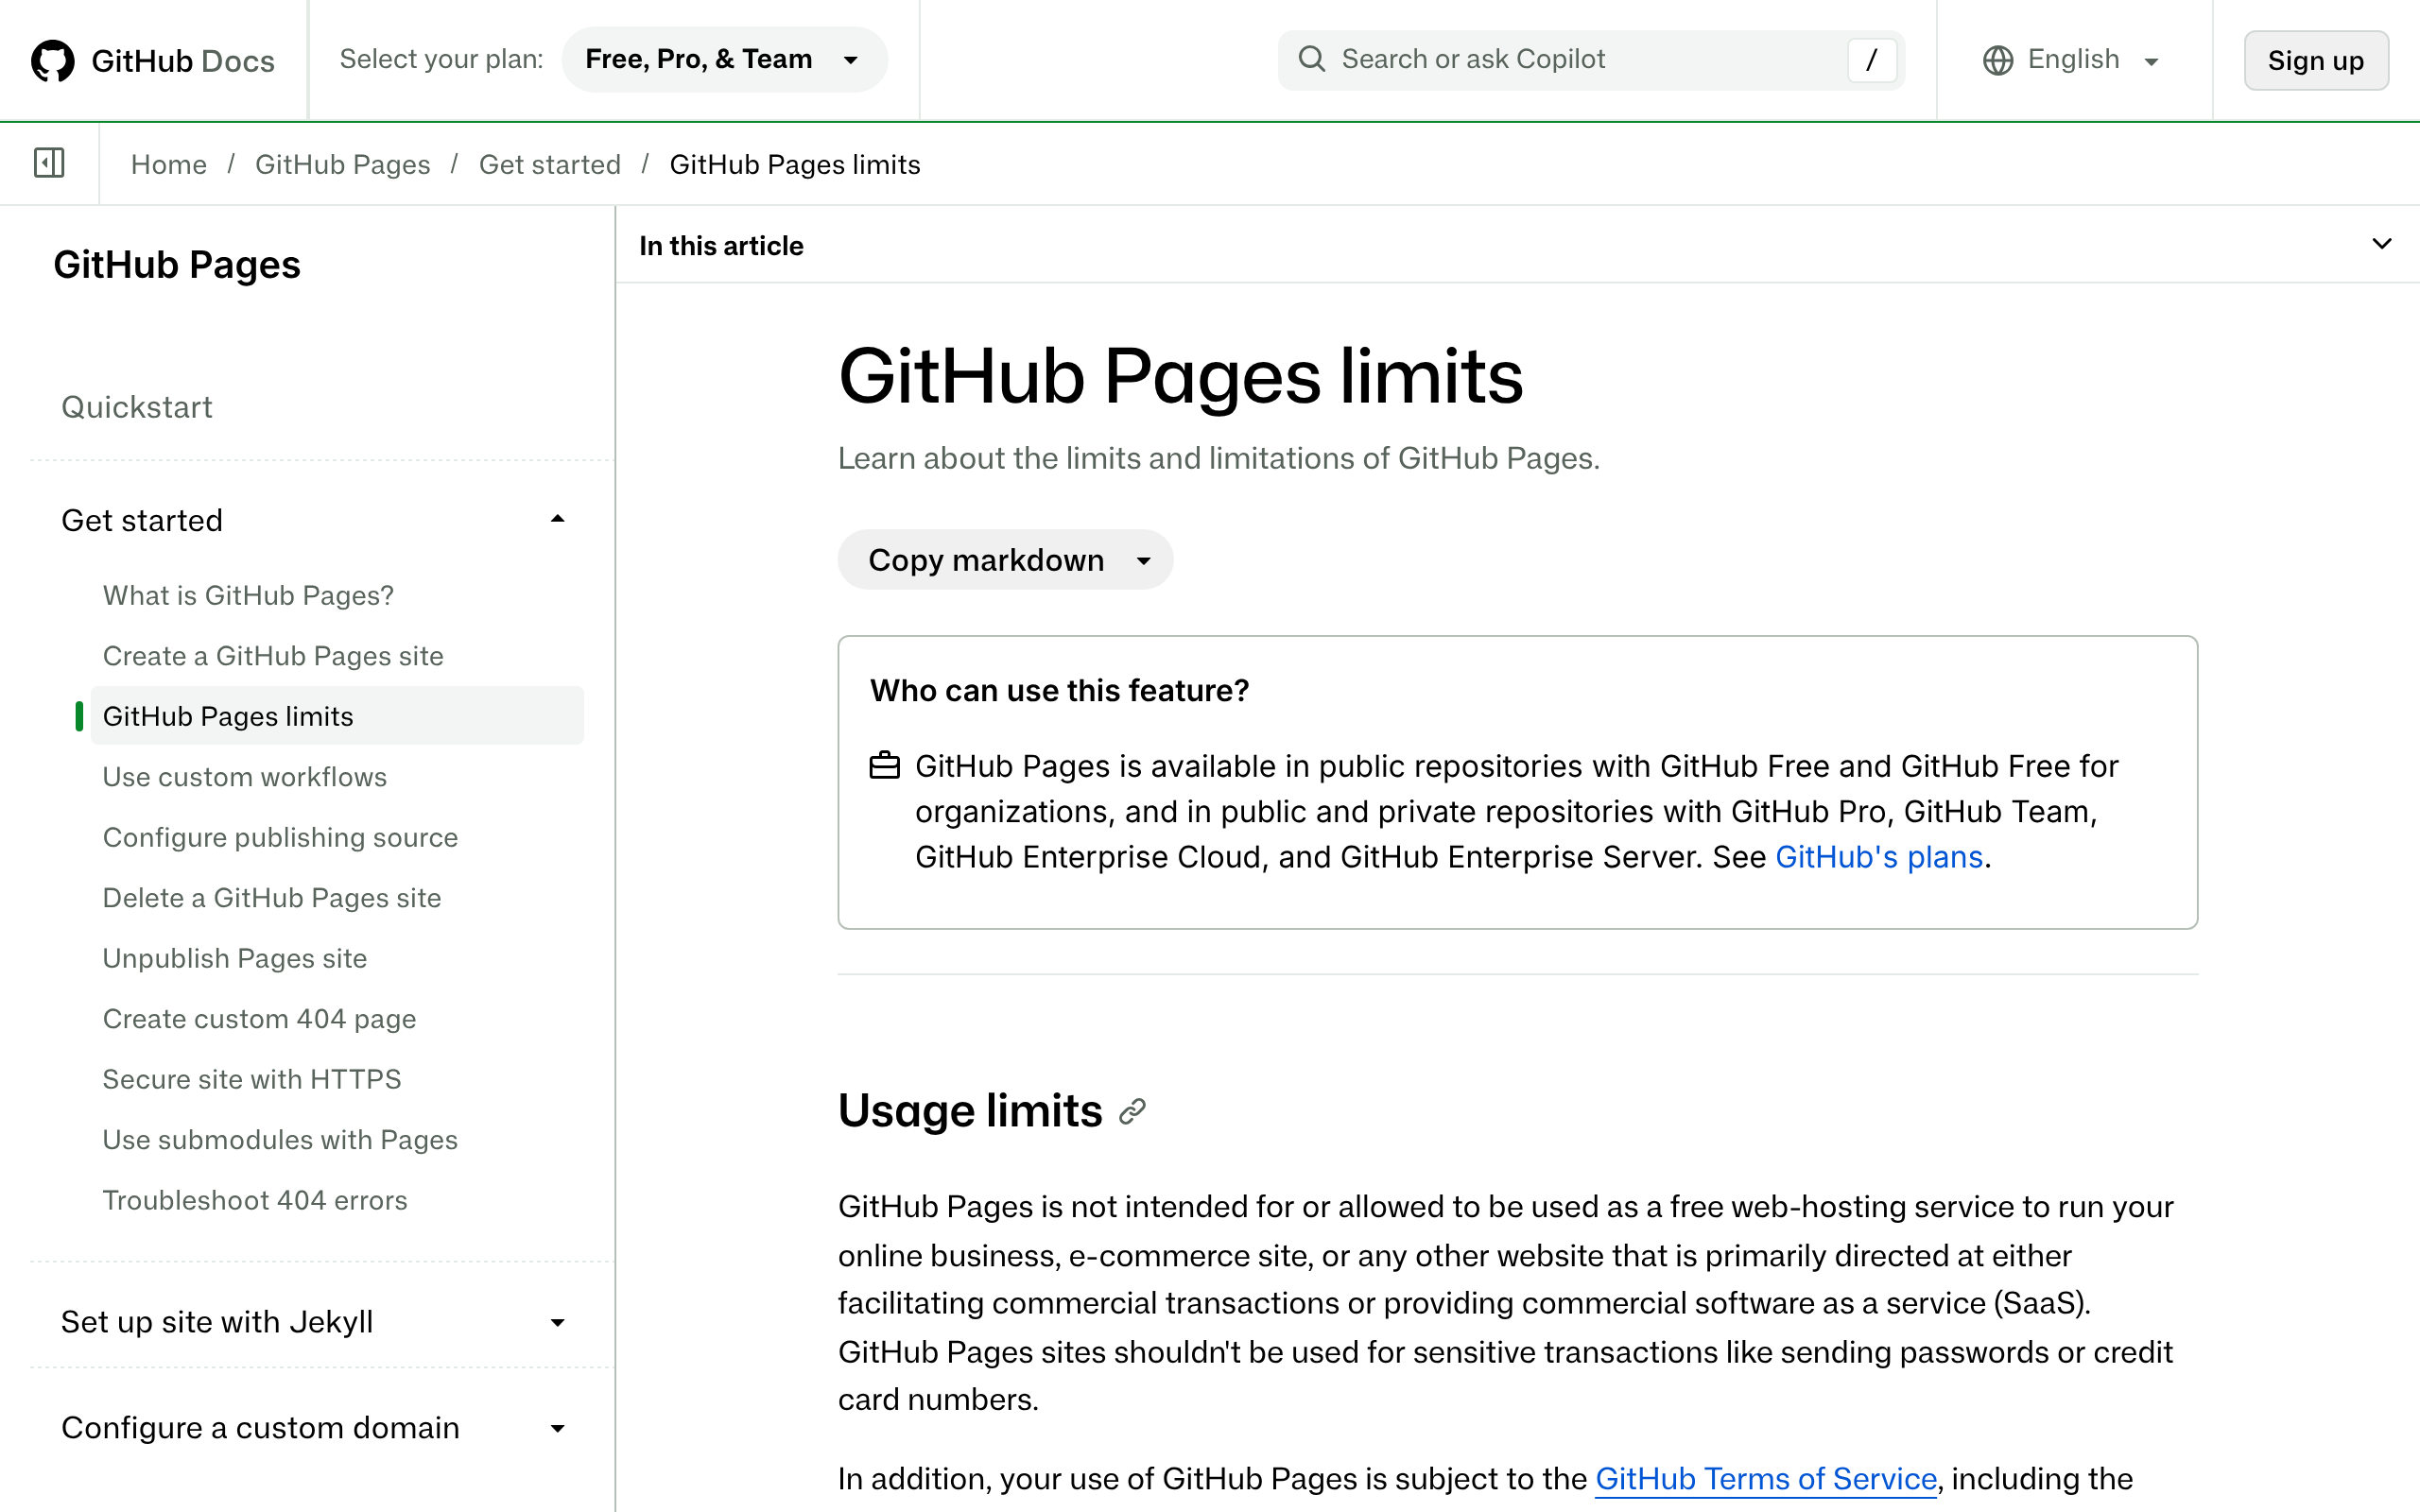 GitHub Docs
Select your plan: Free, Pro, & Team
Search or ask Copilot /
English
Sign up
Home / GitHub Pages / Get started / GitHub Pages limits
GitHub Pages
Quickstart
Get started
What is GitHub Pages?
Create a GitHub Pages site
GitHub Pages limits
Use custom workflows
Configure publishing source
Delete a GitHub Pages site
Unpublish Pages site
Create custom 404 page
Secure site with HTTPS
Use submodules with Pages
Troubleshoot 404 errors
Set up site with Jekyll
Configure a custom domain
In this article
GitHub Pages limits
Learn about the limits and limitations of GitHub Pages.
Copy markdown
Who can use this feature?
GitHub Pages is available in public repositories with GitHub Free and GitHub Free for
organizations, and in public and private repositories with GitHub Pro, GitHub Team,
GitHub Enterprise Cloud, and GitHub Enterprise Server. See GitHub's plans.
Usage limits
GitHub Pages is not intended for or allowed to be used as a free web-hosting service to run your
online business, e-commerce site, or any other website that is primarily directed at either
facilitating commercial transactions or providing commercial software as a service (SaaS).
GitHub Pages sites shouldn't be used for sensitive transactions like sending passwords or credit
card numbers.
In addition, your use of GitHub Pages is subject to the GitHub Terms of Service, including the